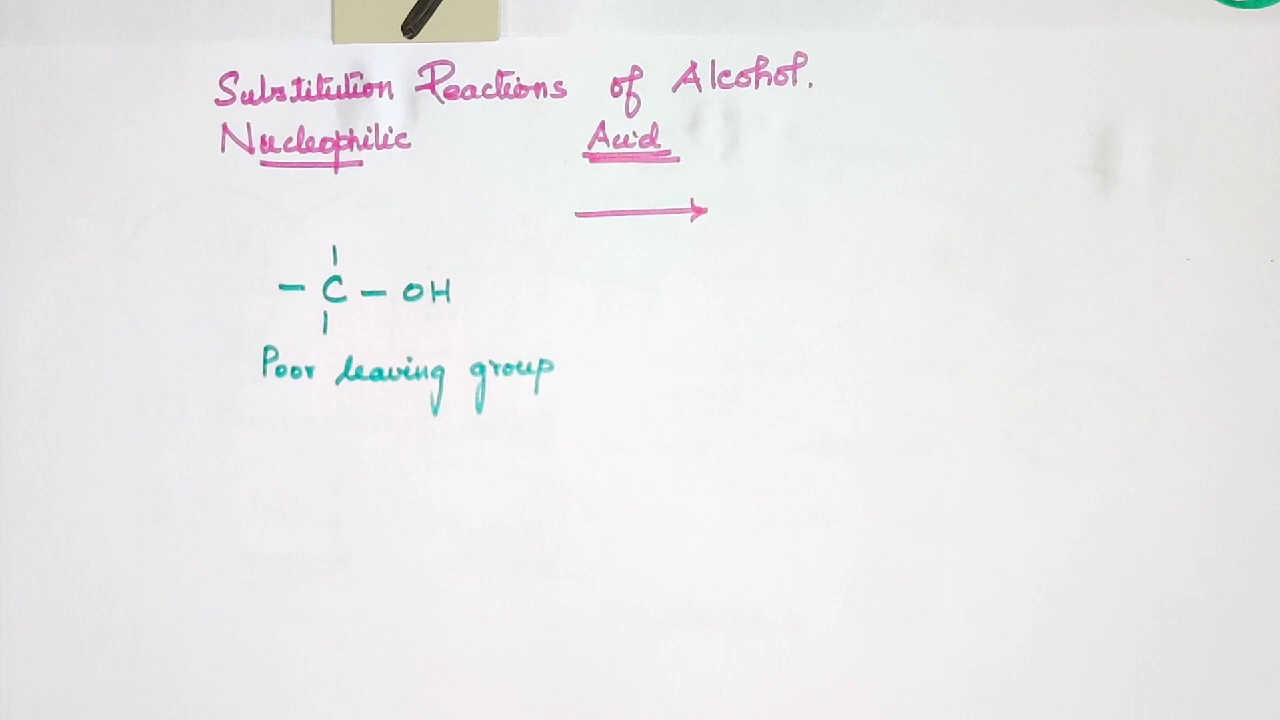 Substitution Reactions of Alcohol.
Nucleophilic Acid
- C - OH
Poor leaving group